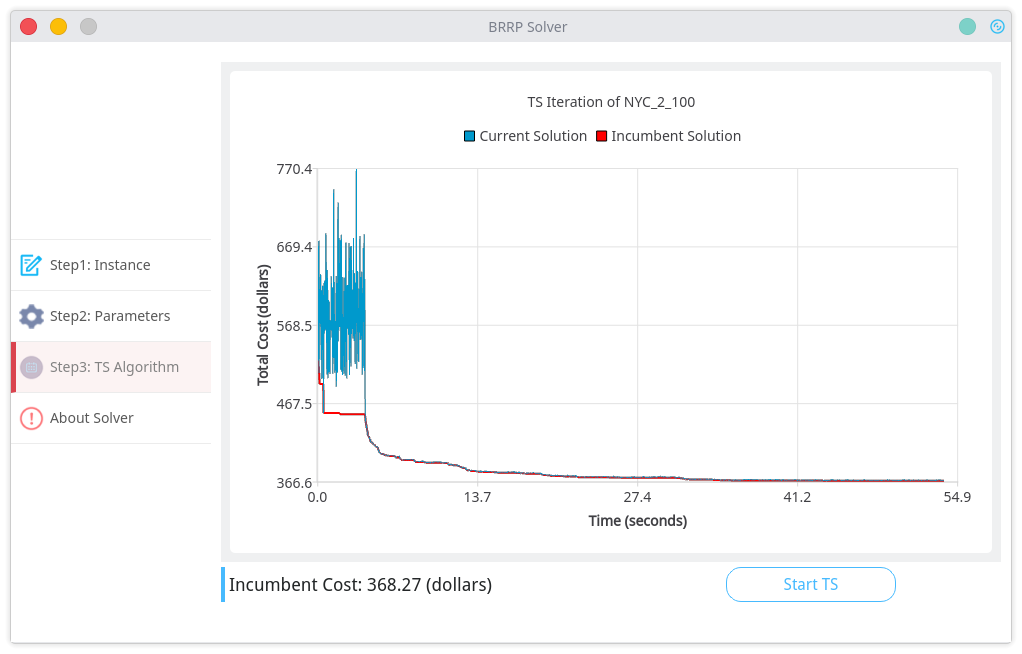 BRRP Solver
Step1: Instance
Step2: Parameters
Step3: TS Algorithm
About Solver
TS Iteration of NYC_2_100
Current Solution Incumbent Solution
770.4
669.4
568.5
467.5
366.6
Total Cost (dollars)
0.0 13.7 27.4 41.2 54.9
Time (seconds)
Incumbent Cost: 368.27 (dollars)
Start TS